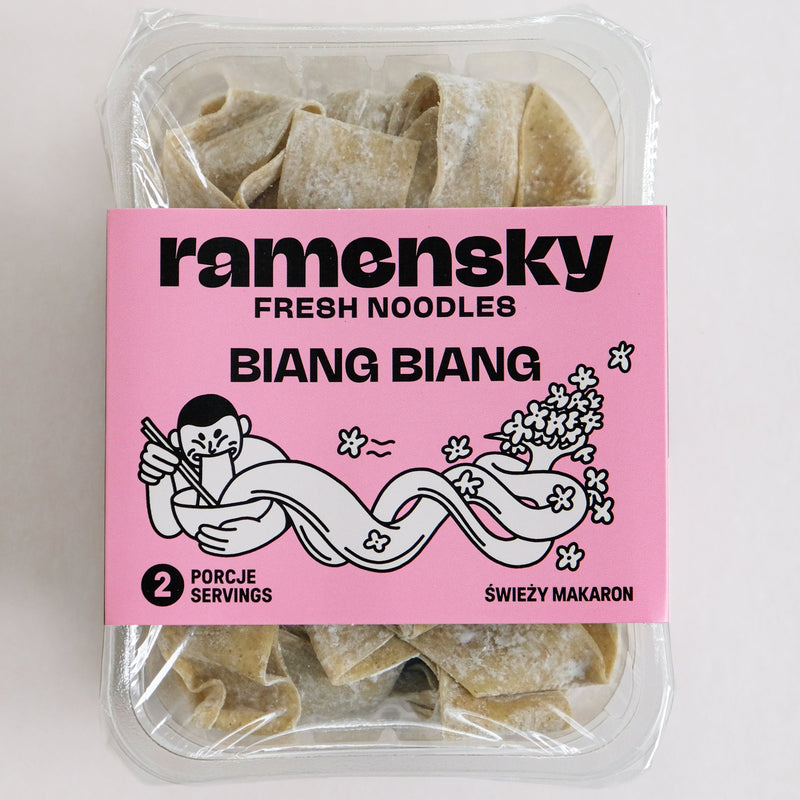 ramensky
FRESH NOODLES
BIANG BIANG
2 PORCJE
SERVINGS
ŚWIEŻY MAKARON